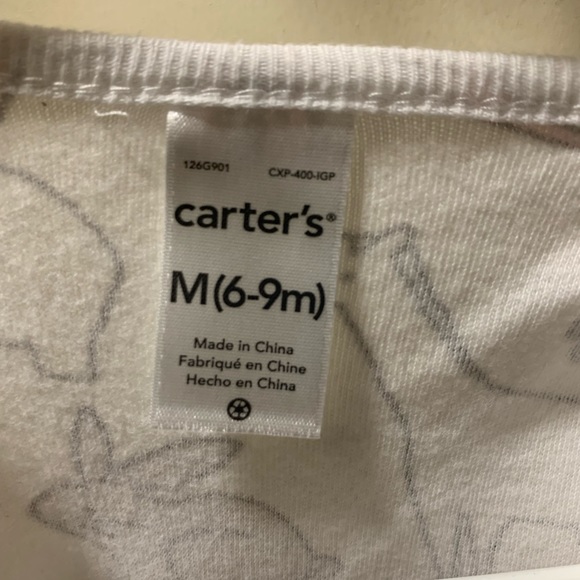 126G901 CXP-400-IGP
carter's®
M(6-9m)
Made in China
Fabriqué en Chine
Hecho en China